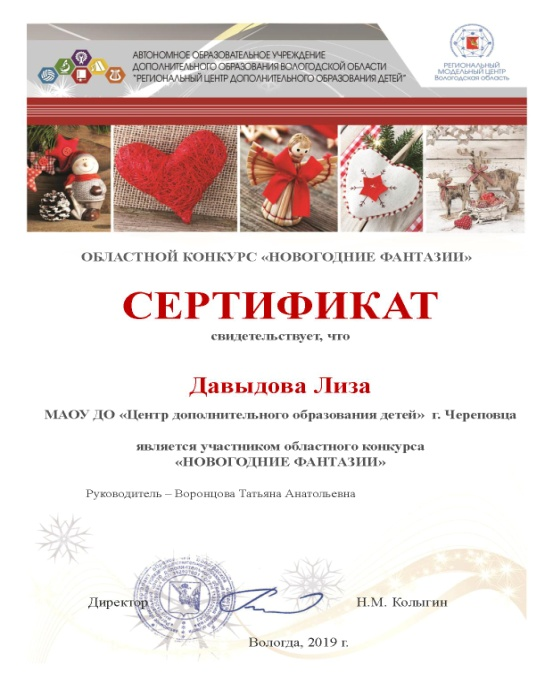 АВТОНОМНОЕ ОБРАЗОВАТЕЛЬНОЕ УЧРЕЖДЕНИЕ
ДОПОЛНИТЕЛЬНОГО ОБРАЗОВАНИЯ ВОЛОГОДСКОЙ ОБЛАСТИ
"РЕГИОНАЛЬНЫЙ ЦЕНТР ДОПОЛНИТЕЛЬНОГО ОБРАЗОВАНИЯ ДЕТЕЙ"
РЕГИОНАЛЬНЫЙ
МОДЕЛЬНЫЙ ЦЕНТР
Вологодская область
ОБЛАСТНОЙ КОНКУРС «НОВОГОДНИЕ ФАНТАЗИИ»
СЕРТИФИКАТ
свидетельствует, что
Давыдова Лиза
МАОУ ДО «Центр дополнительного образования детей» г. Череповца
является участником областного конкурса
«НОВОГОДНИЕ ФАНТАЗИИ»
Руководитель – Воронцова Татьяна Анатольевна
Директор
Н.М. Колыгин
Вологда, 2019 г.